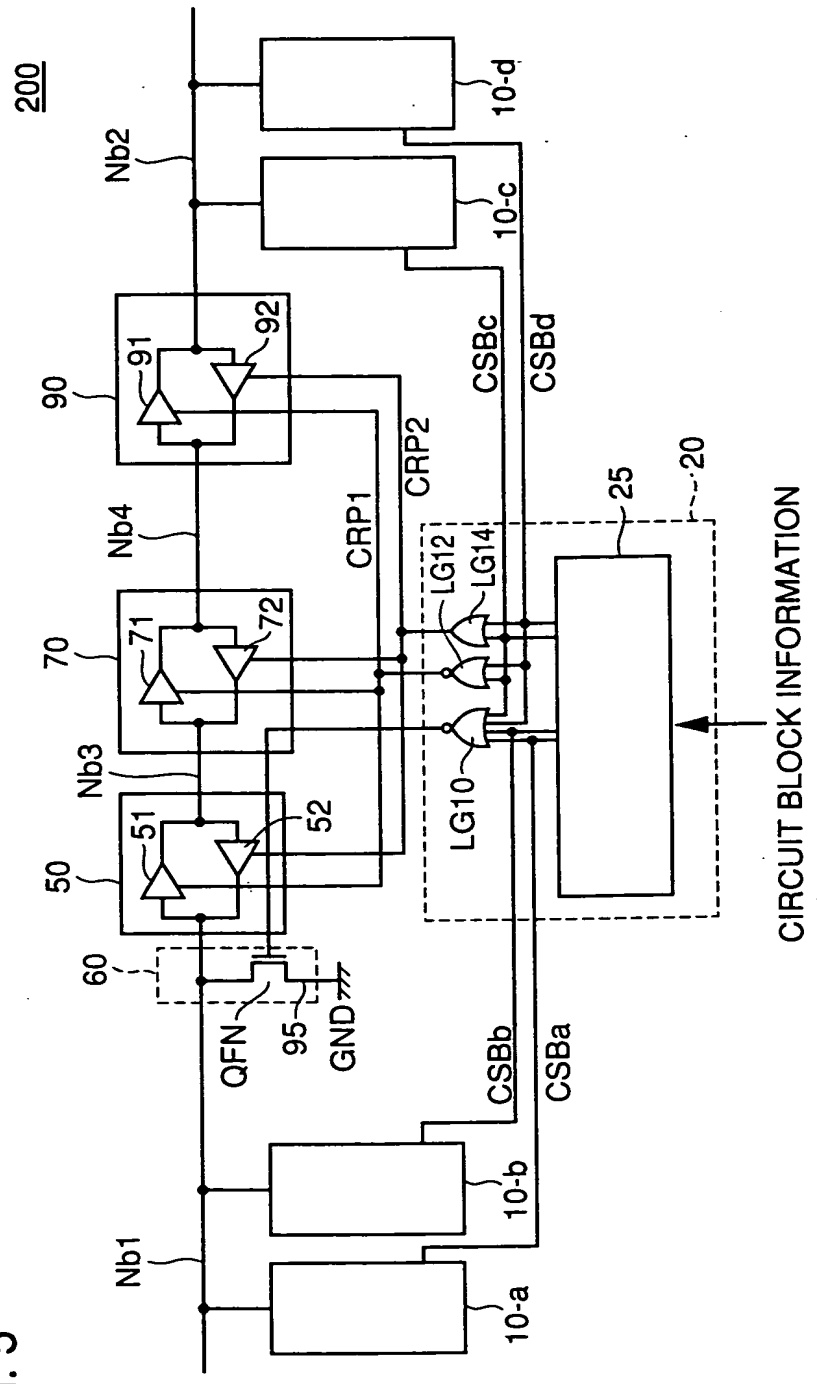 200
Nb2
10-d
10-c
90
91
92
CSBc
CSBd
Nb4
CRP1
CRP2
20
25
LG12
LG14
70
71
72
LG10
Nb3
50
51
52
60
QFN
95
GND
CSBb
CSBa
10-b
10-a
Nb1
CIRCUIT BLOCK INFORMATION